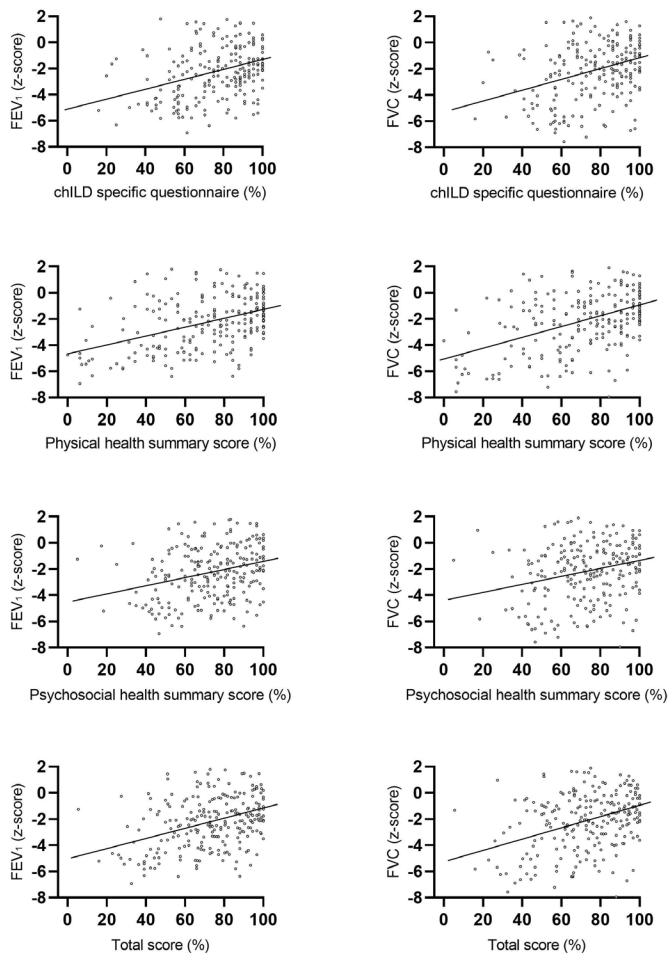 2
0
-2
-4
-6
-8
FEV₁ (z-score)
0 20 40 60 80 100
chILD specific questionnaire (%)
2
0
-2
-4
-6
-8
FVC (z-score)
0 20 40 60 80 100
chILD specific questionnaire (%)
2
0
-2
-4
-6
-8
FEV₁ (z-score)
0 20 40 60 80 100
Physical health summary score (%)
2
0
-2
-4
-6
-8
FVC (z-score)
0 20 40 60 80 100
Physical health summary score (%)
2
0
-2
-4
-6
-8
FEV₁ (z-score)
0 20 40 60 80 100
Psychosocial health summary score (%)
2
0
-2
-4
-6
-8
FVC (z-score)
0 20 40 60 80 100
Psychosocial health summary score (%)
2
0
-2
-4
-6
-8
FEV₁ (z-score)
0 20 40 60 80 100
Total score (%)
2
0
-2
-4
-6
-8
FVC (z-score)
0 20 40 60 80 100
Total score (%)